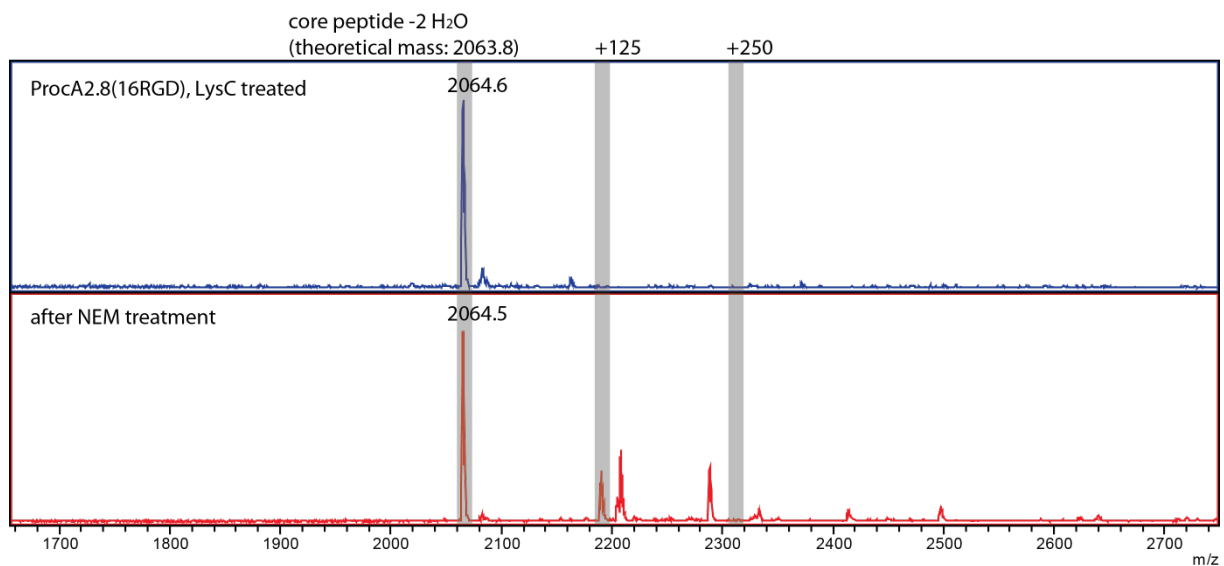 core peptide -2 H₂O
(theoretical mass: 2063.8) +125 +250
ProcA2.8(16RGD), LysC treated 2064.6
after NEM treatment 2064.5
1700 1800 1900 2000 2100 2200 2300 2400 2500 2600 2700
m/z